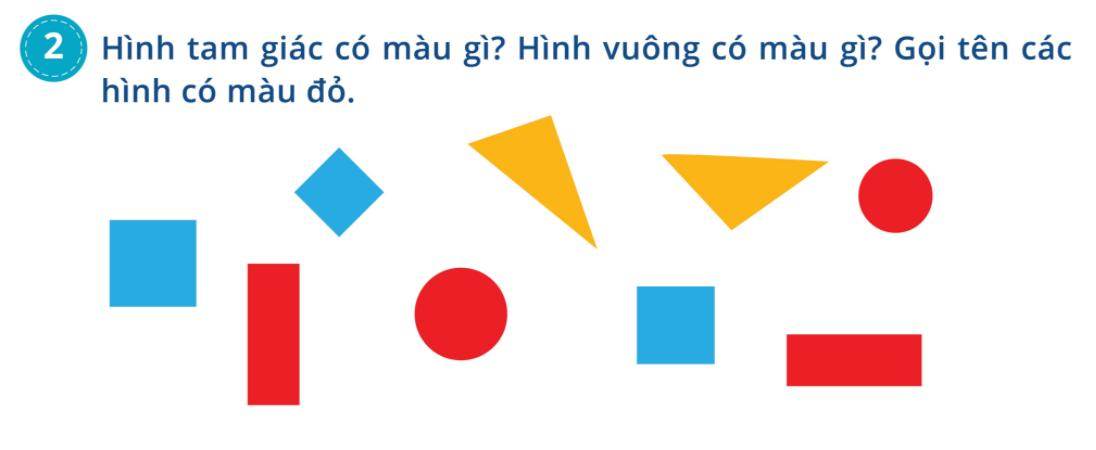 2 Hình tam giác có màu gì? Hình vuông có màu gì? Gọi tên các
hình có màu đỏ.